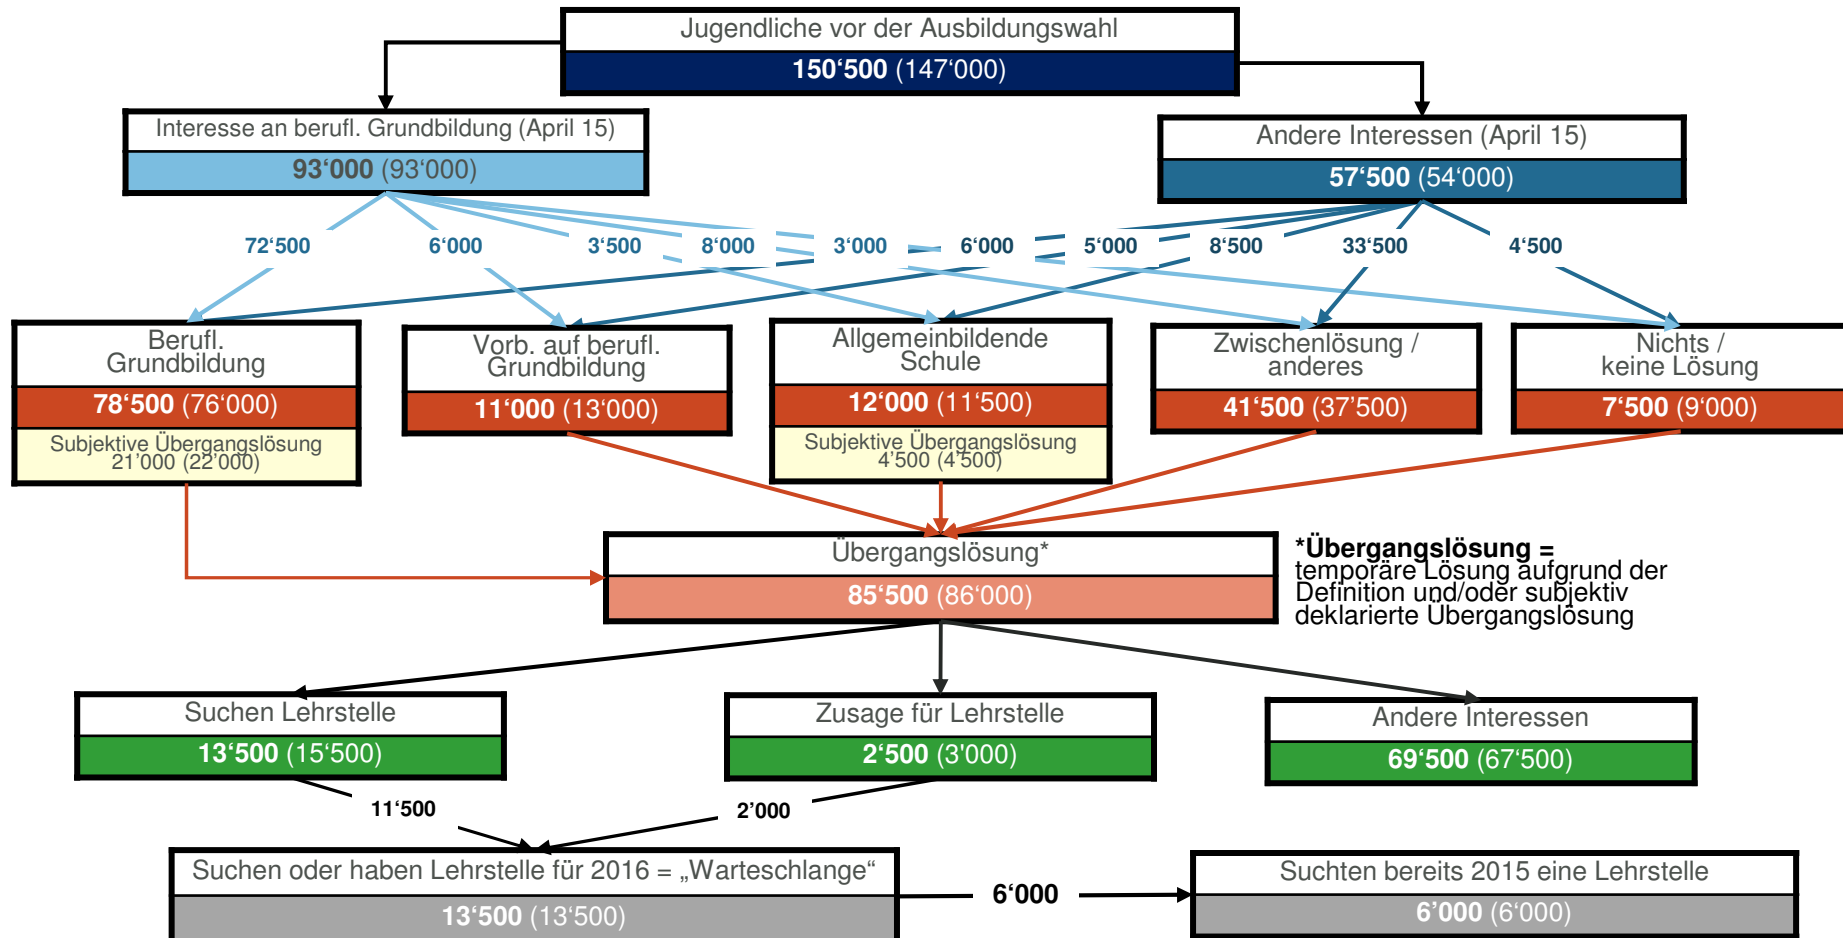 Jugendliche vor der Ausbildungswahl
150‘500 (147’000)
Interesse an berufl. Grundbildung (April 15)
93‘000 (93‘000)
Andere Interessen (April 15)
57‘500 (54‘000)
72‘500
6‘000
3‘500
8‘000
3‘000
6‘000
5‘000
8‘500
33‘500
4‘500
Berufl.
Grundbildung
78‘500 (76‘000)
Subjektive Übergangslösung
21’000 (22’000)
Vorb. auf berufl.
Grundbildung
11‘000 (13‘000)
Allgemeinbildende
Schule
12‘000 (11‘500)
Subjektive Übergangslösung
4’500 (4’500)
Zwischenlösung /
anderes
41‘500 (37’500)
Nichts /
keine Lösung
7‘500 (9‘000)
Übergangslösung*
85‘500 (86‘000)
*Übergangslösung =
temporäre Lösung aufgrund der
Definition und/oder subjektiv
deklarierte Übergangslösung
Suchen Lehrstelle
13‘500 (15‘500)
Zusage für Lehrstelle
2‘500 (3’000)
Andere Interessen
69‘500 (67‘500)
11‘500
2’000
Suchen oder haben Lehrstelle für 2016 = „Warteschlange“
13‘500 (13‘500)
6‘000
Suchten bereits 2015 eine Lehrstelle
6’000 (6’000)